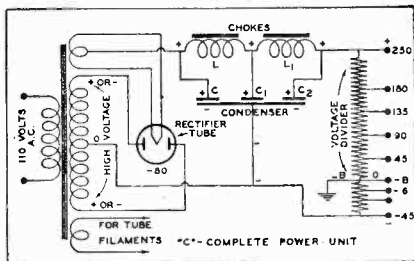 CHOKES
+ + + +
L L1
+ OR -
+ C + C1 + C2
- - -
CONDENSER
110 VOLTS
A.C.
HIGH VOLTAGE
0
RECTIFIER
TUBE
-80
+ OR -
FOR TUBE
FILAMENTS
"C"-COMPLETE POWER UNIT
VOLTAGE
DIVIDER
250
180
135
90
45
-B 0 -B
-6
-45